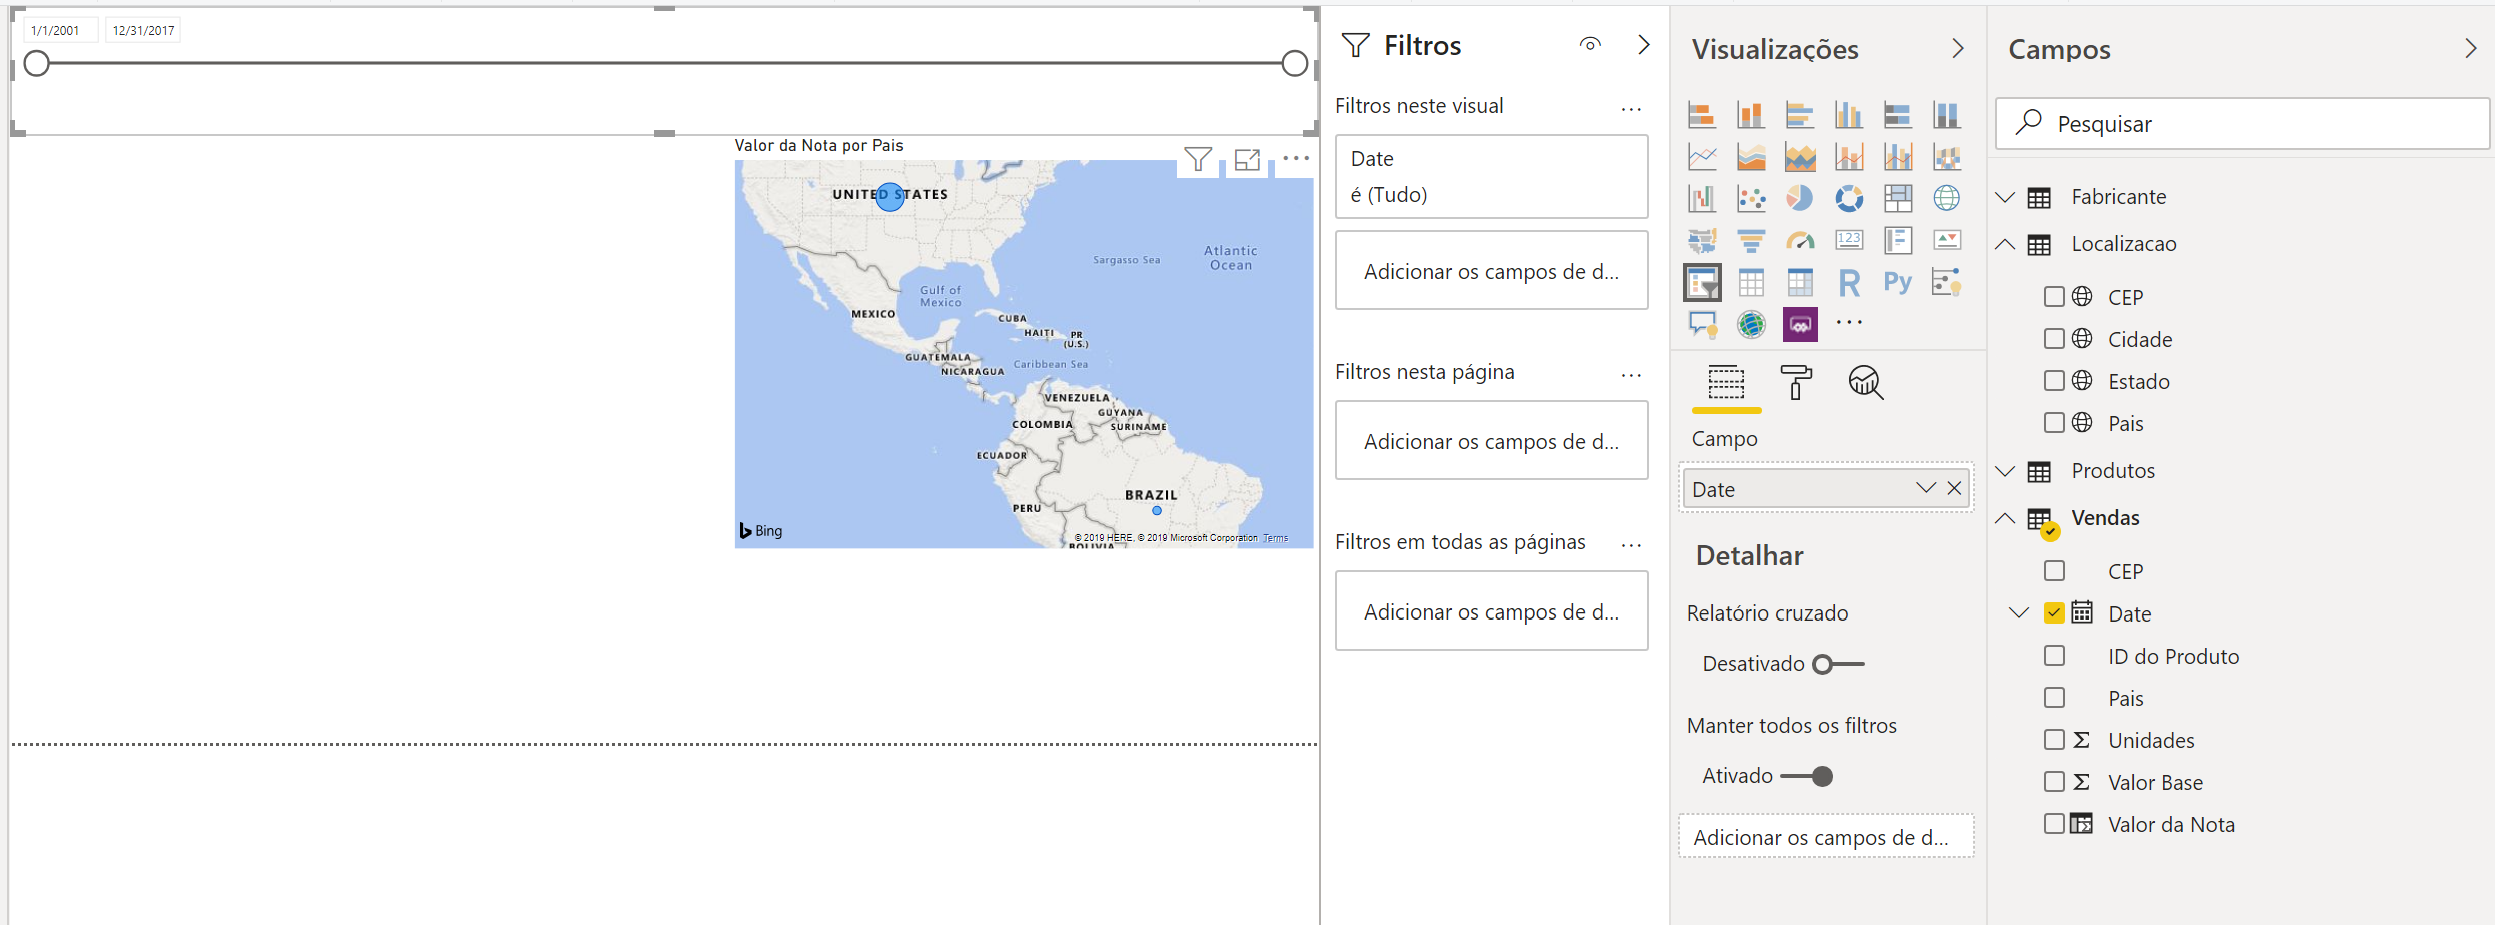 1/1/2001
12/31/2017
Valor da Nota por Pais
UNITED STATES
Atlantic
Ocean
Sargasso Sea
Gulf of
Mexico
MEXICO
CUBA
HAITI
PR
(U.S.)
GUATEMALA
Caribbean Sea
NICARAGUA
VENEZUELA
GUYANA
COLOMBIA
SURINAME
ECUADOR
BRAZIL
PERU
Bing
© 2019 HERE, © 2019 Microsoft Corporation Terms
BOLIVIA
Filtros
Filtros neste visual
Date
é (Tudo)
Adicionar os campos de d...
Filtros nesta página
Adicionar os campos de d...
Filtros em todas as páginas
Adicionar os campos de d...
Visualizações
123
R
Py
Campo
Date
Detalhar
Relatório cruzado
Desativado
Manter todos os filtros
Ativado
Adicionar os campos de d...
Campos
Pesquisar
Fabricante
Localizacao
CEP
Cidade
Estado
Pais
Produtos
Vendas
CEP
Date
ID do Produto
Pais
Unidades
Valor Base
Valor da Nota